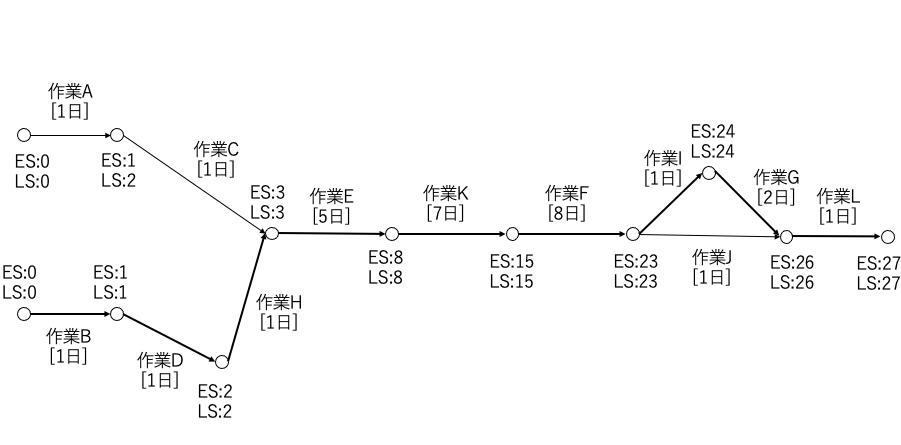 作業A
[1日]
ES:0
LS:0
ES:1
LS:2
作業C
[1日]
ES:0
LS:0
作業B
[1日]
ES:1
LS:1
作業D
[1日]
ES:2
LS:2
作業H
[1日]
ES:3
LS:3
作業E
[5日]
ES:8
LS:8
作業K
[7日]
ES:15
LS:15
作業F
[8日]
ES:23
LS:23
作業I
[1日]
ES:24
LS:24
作業G
[2日]
作業J
[1日]
ES:26
LS:26
作業L
[1日]
ES:27
LS:27